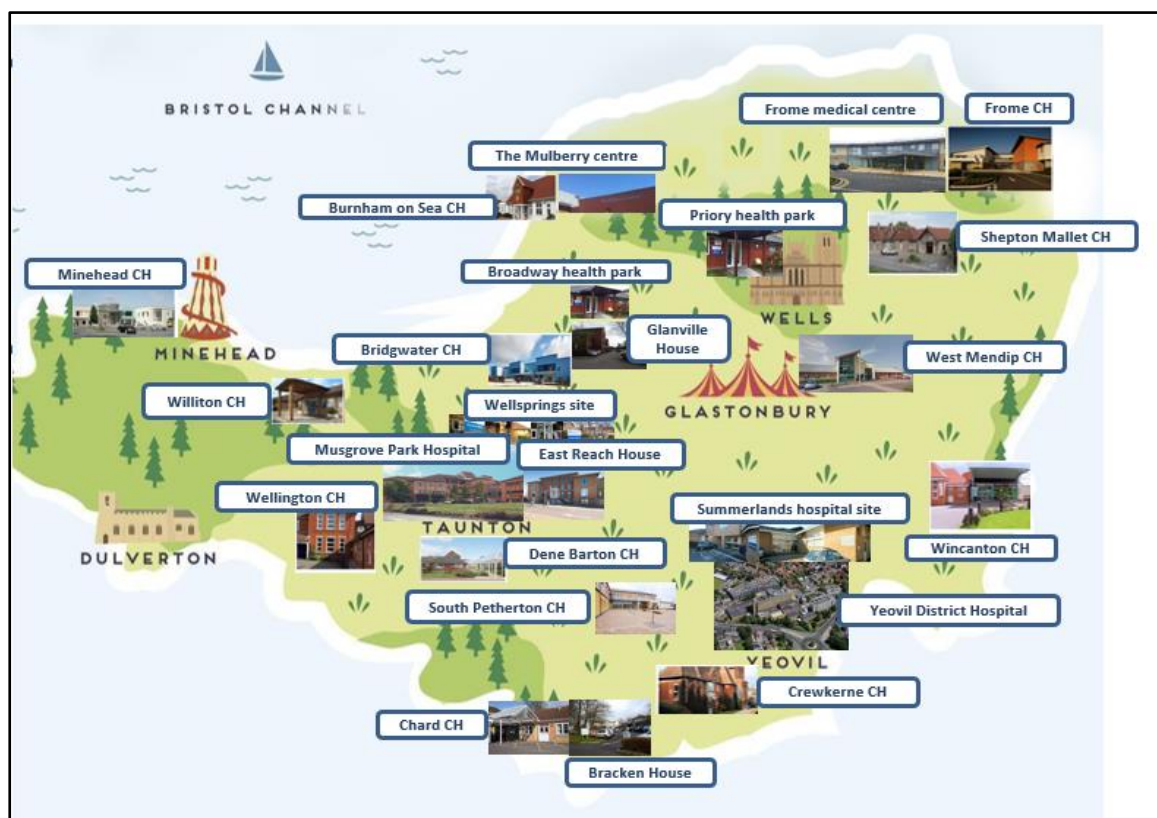 BRISTOL CHANNEL
Frome medical centre
Frome CH
The Mulberry centre
Burnham on Sea CH
Priory health park
Shepton Mallet CH
Minehead CH
Broadway health park
WELLS
MINEHEAD
Bridgwater CH
Glanville
House
West Mendip CH
Williton CH
Wellsprings site
GLASTONBURY
Musgrove Park Hospital
East Reach House
Wellington CH
Summerlands hospital site
TAUNTON
DULVERTON
Dene Barton CH
Wincanton CH
South Petherton CH
Yeovil District Hospital
YEOVIL
Crewkerne CH
Chard CH
Bracken House